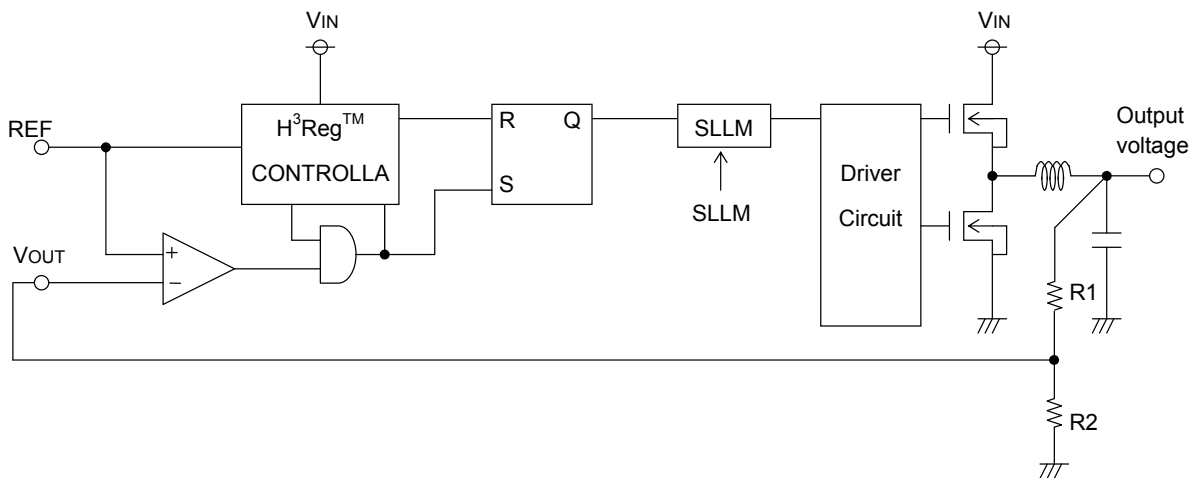 VIN
VIN
REF
H³Reg™
CONTROLLA
R
Q
S
SLLM
SLLM
Driver
Circuit
Output
voltage
VOUT
+
−
R1
R2